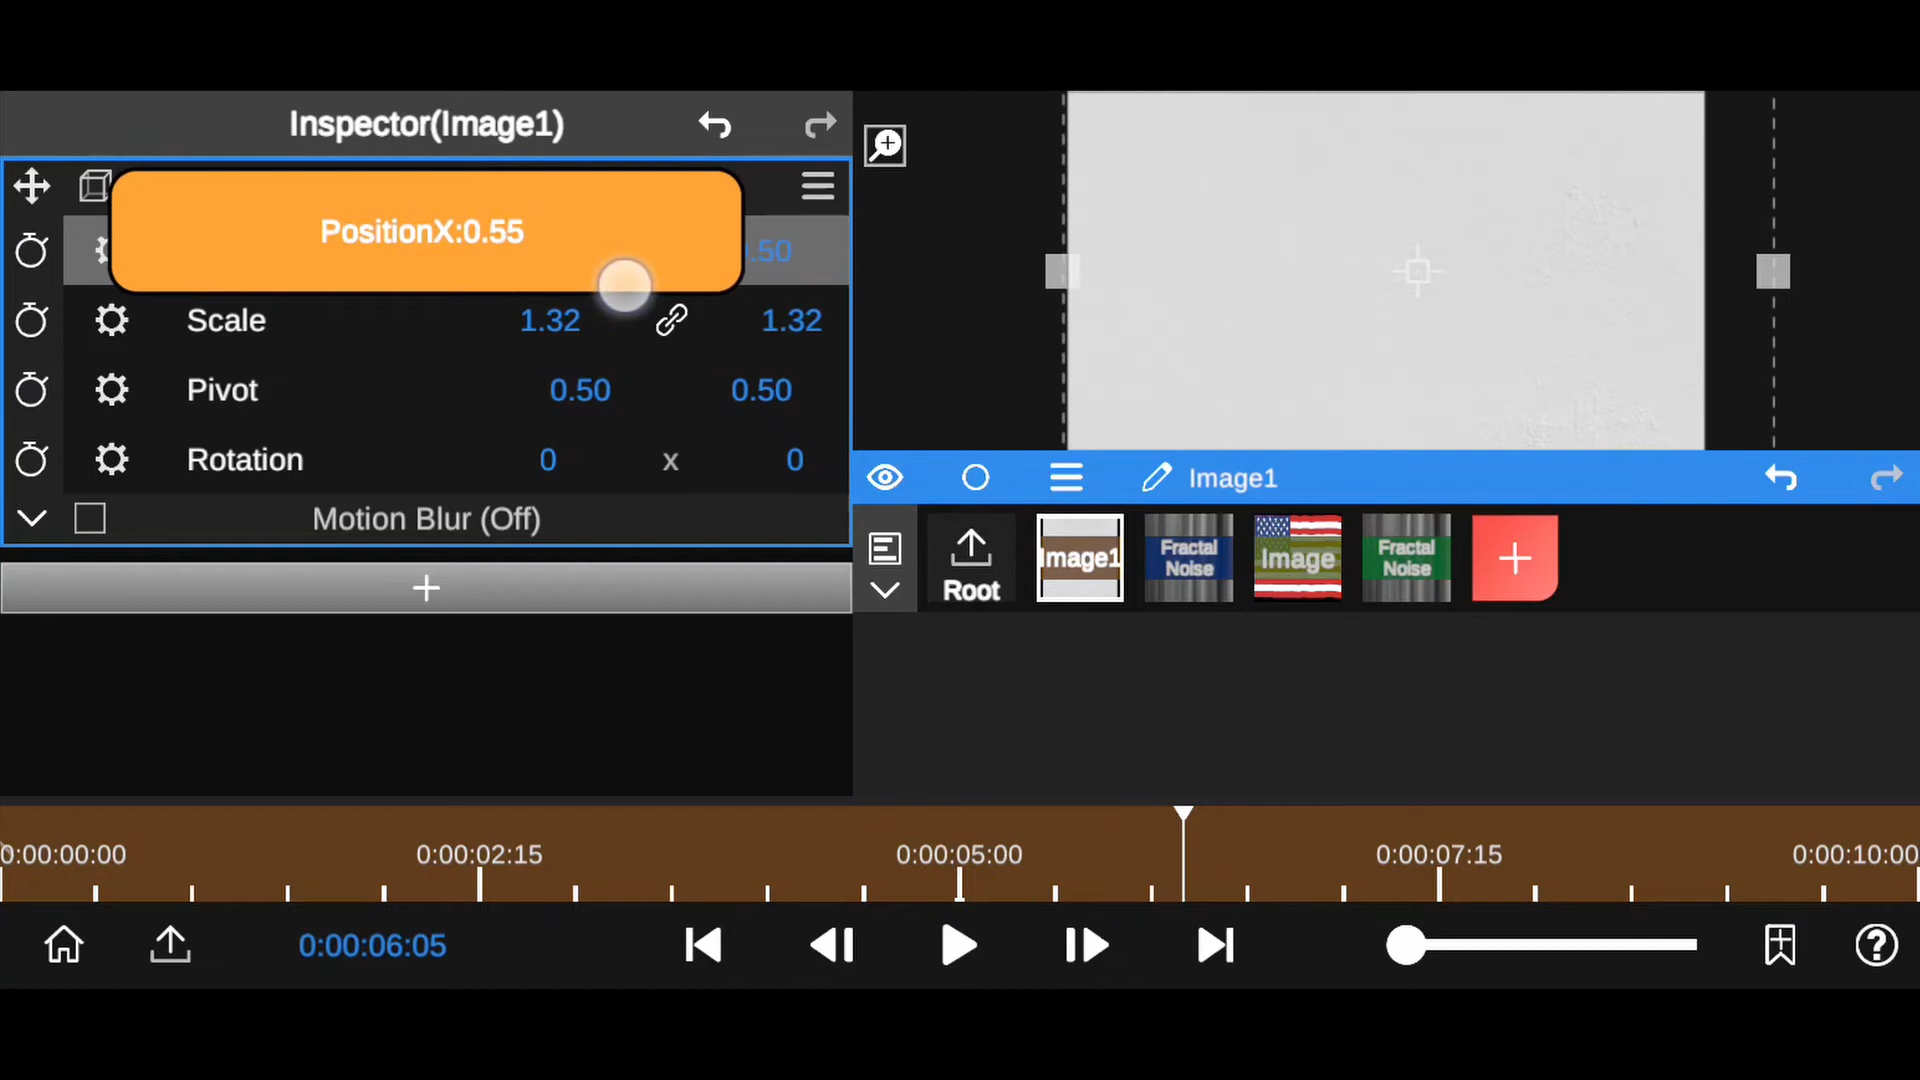 Inspector(Image1)
PositionX:0.55
.50
Scale 1.32 1.32
Pivot 0.50 0.50
Rotation 0 x 0
Motion Blur (Off)
Image1
Root
Image1
Fractal
Noise
Image
Fractal
Noise
0:00:00:00 0:00:02:15 0:00:05:00 0:00:07:15 0:00:10:00
0:00:06:05